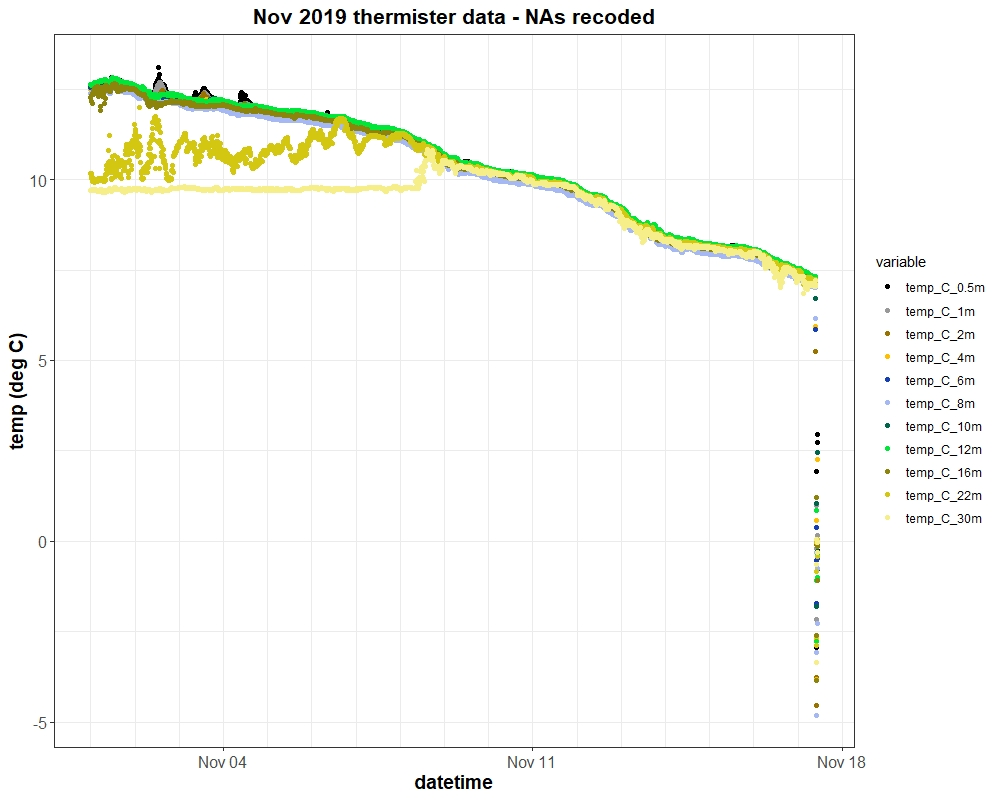 Nov 2019 thermister data - NAs recoded
temp (deg C)
10
5
0
-5
Nov 04
Nov 11
Nov 18
datetime
variable
temp_C_0.5m
temp_C_1m
temp_C_2m
temp_C_4m
temp_C_6m
temp_C_8m
temp_C_10m
temp_C_12m
temp_C_16m
temp_C_22m
temp_C_30m